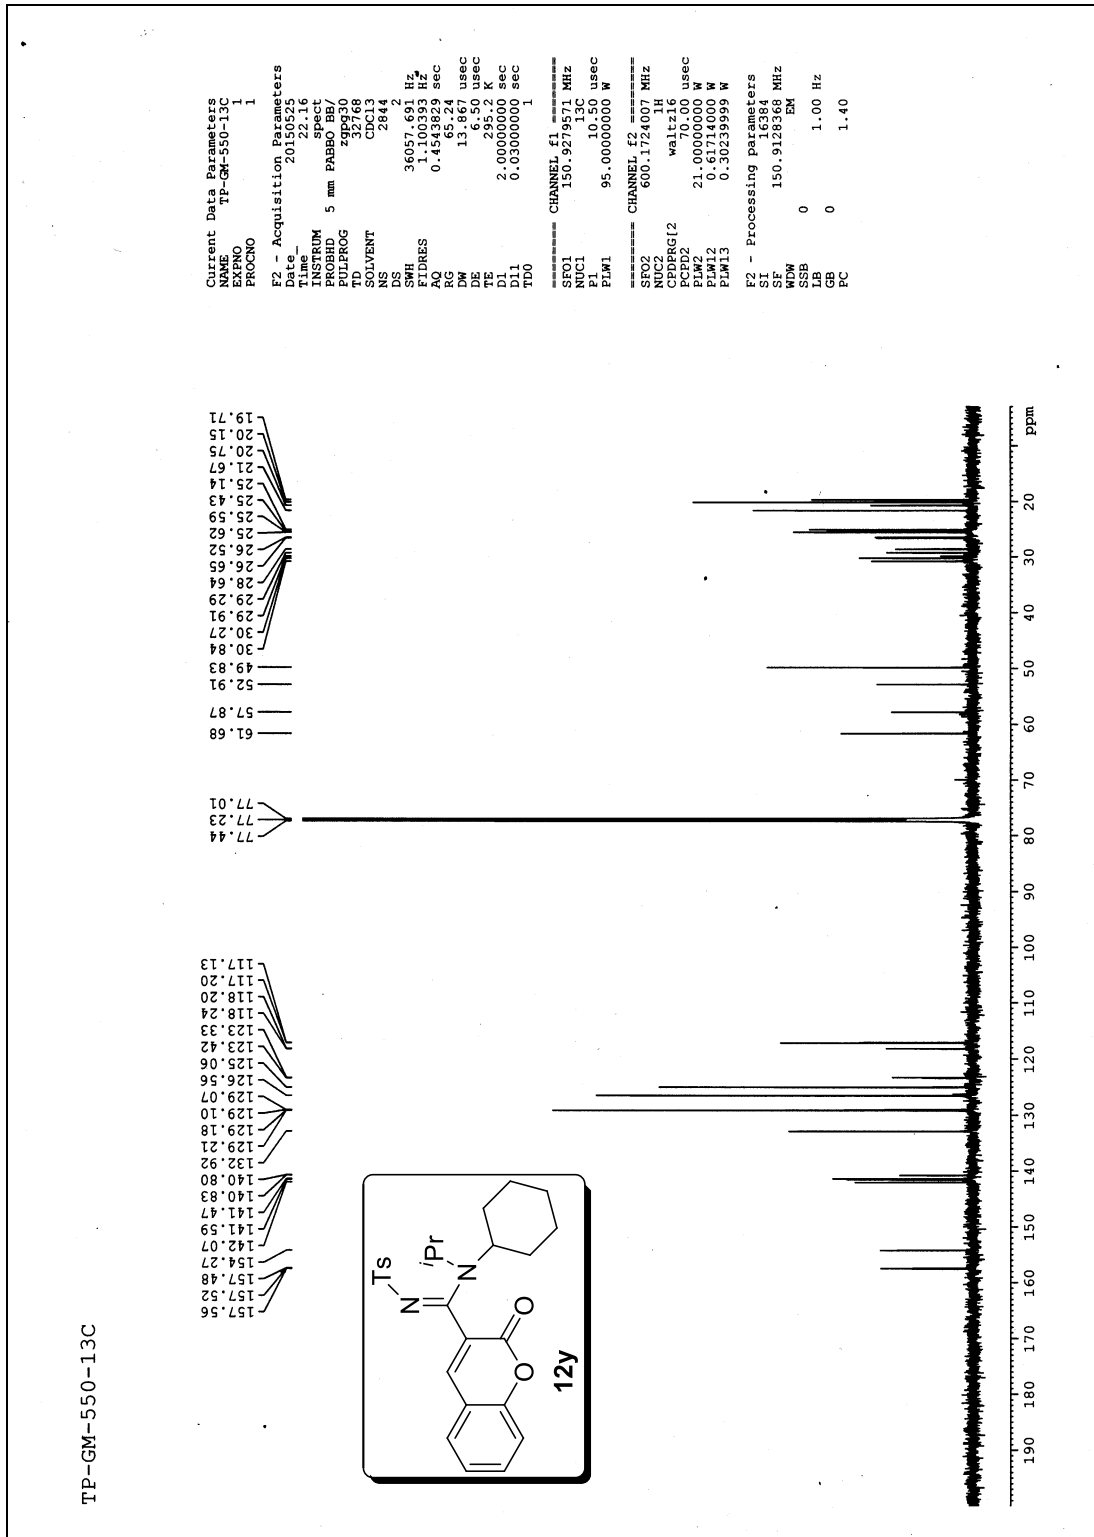 TP-GM-550-13C
Current Data Parameters
NAME TP-GM-550-13C
EXPNO 1
PROCNO 1
F2 - Acquisition Parameters
Date_ 20150525
Time 22.16
INSTRUM spect
PROBHD 5 mm PABBO BB/
PULPROG zgpg30
TD 32768
SOLVENT CDCl3
NS 2844
DS 2
SWH 36057.691 Hz
FIDRES 1.100393 Hz
AQ 0.4543829 sec
RG 65.24
DW 13.867 usec
DE 6.50 usec
TE 295.2 K
D1 2.00000000 sec
D11 0.03000000 sec
TD0 1
======== CHANNEL f1 ========
SFO1 150.9279571 MHz
NUC1 13C
P1 10.50 usec
PLW1 95.00000000 W
======== CHANNEL f2 ========
SFO2 600.1724007 MHz
NUC2 1H
CPDPRG[2 waltz16
PCPD2 70.00 usec
PLW2 21.00000000 W
PLW12 0.61714000 W
PLW13 0.30239999 W
F2 - Processing parameters
SI 16384
SF 150.9128368 MHz
WDW EM
SSB 0
LB 1.00 Hz
GB 0
PC 1.40
157.56
157.52
157.48
154.27
142.07
141.59
141.47
140.83
140.80
132.92
129.21
129.18
129.10
129.07
126.56
125.06
123.42
123.33
118.24
118.20
117.20
117.13
77.44
77.23
77.01
61.68
57.87
52.91
49.83
30.84
30.27
29.91
29.29
28.64
26.65
26.52
25.62
25.59
25.43
25.14
21.67
20.75
20.15
19.71
Ts
N
iPr
N
O
O
12y
190 180 170 160 150 140 130 120 110 100 90 80 70 60 50 40 30 20 ppm